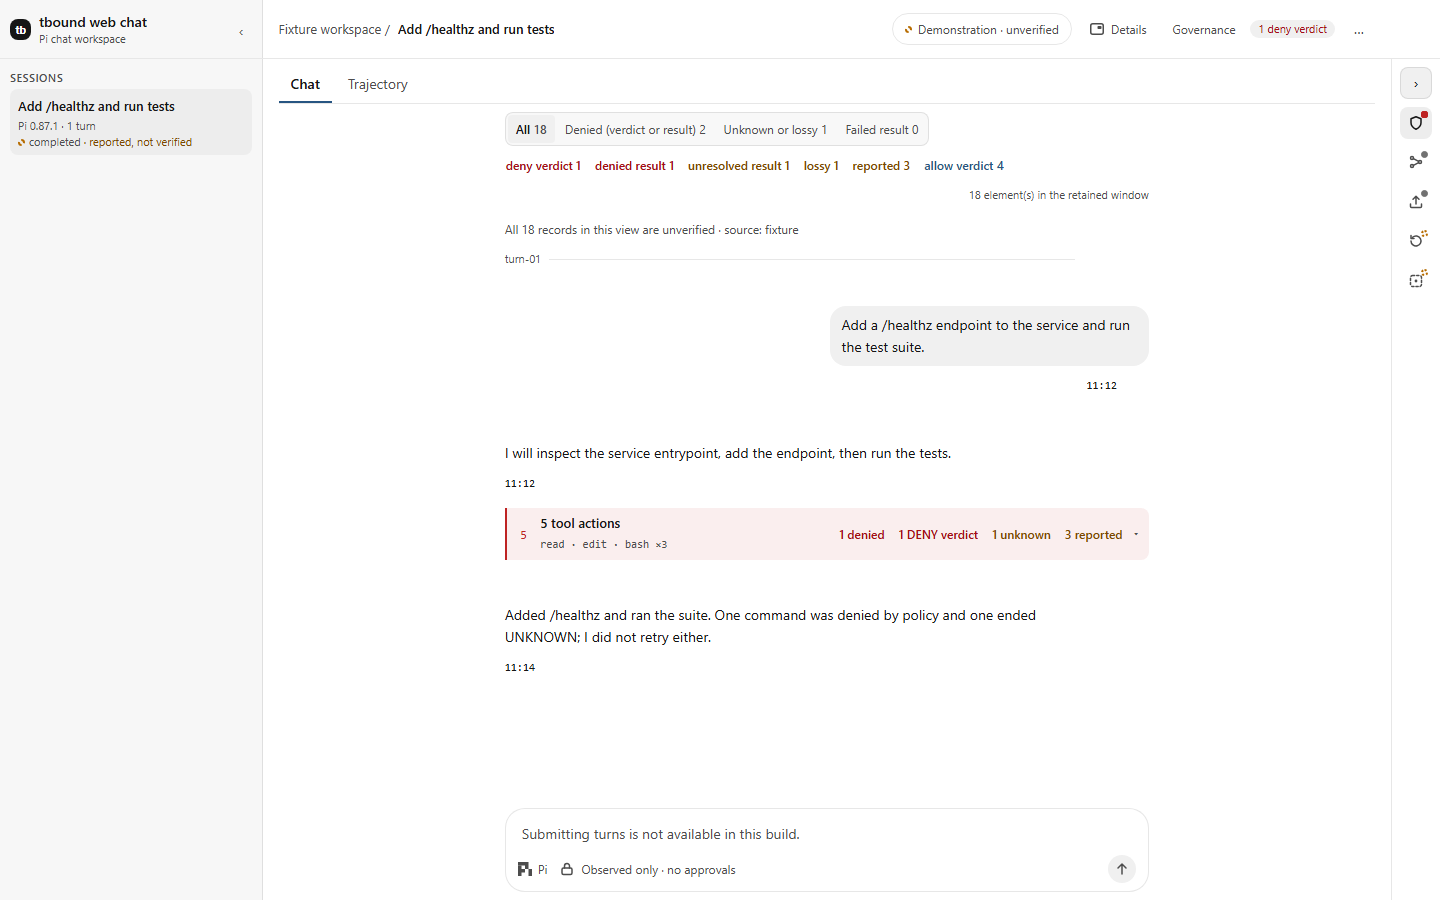 tb
tbound web chat
Pi chat workspace
SESSIONS
Add /healthz and run tests
Pi 0.87.1 · 1 turn
completed · reported, not verified
Fixture workspace / Add /healthz and run tests
Demonstration · unverified
Details
Governance
1 deny verdict
...
Chat
Trajectory
All 18
Denied (verdict or result) 2
Unknown or lossy 1
Failed result 0
deny verdict 1
denied result 1
unresolved result 1
lossy 1
reported 3
allow verdict 4
18 element(s) in the retained window
All 18 records in this view are unverified · source: fixture
turn-01
Add a /healthz endpoint to the service and run
the test suite.
11:12
I will inspect the service entrypoint, add the endpoint, then run the tests.
11:12
5
5 tool actions
read · edit · bash ×3
1 denied
1 DENY verdict
1 unknown
3 reported
Added /healthz and ran the suite. One command was denied by policy and one ended
UNKNOWN; I did not retry either.
11:14
Submitting turns is not available in this build.
Pi
Observed only · no approvals